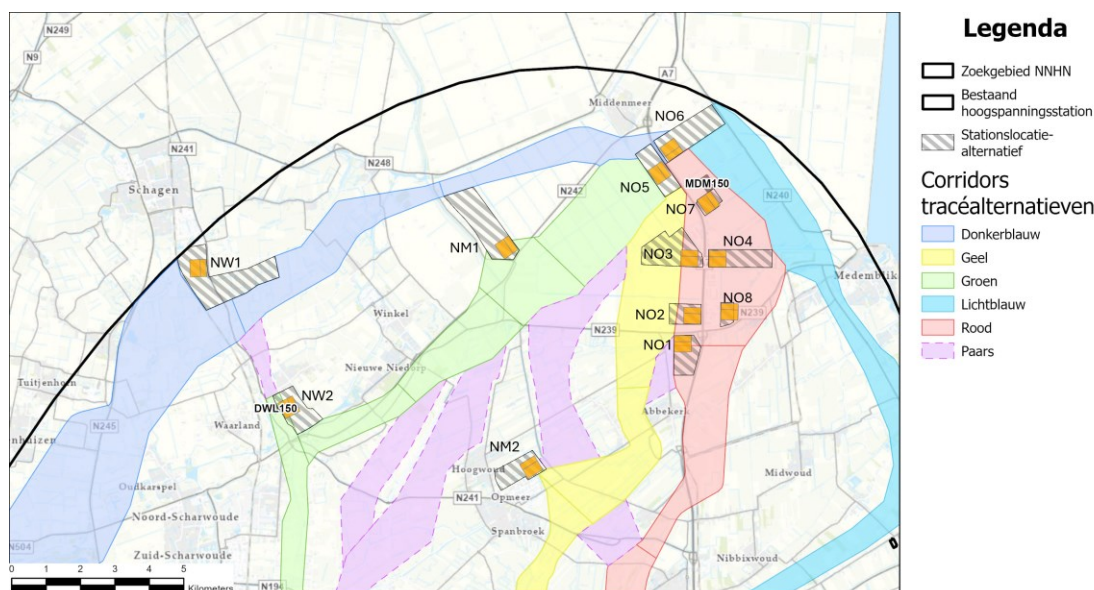 N249
N9
A7
Middenmeer
NO6
N241
N248
Schagen
N242
NO5
MDM150
N240
NO7
NM1
NO3
NO4
NW1
Medemblik
NO8
Winkel
NO2
N239
N239
NO1
Tuitjenhorn
Nieuwe Niedorp
NW2
DWL150
Abbekerk
N245
Waarland
NM2
Hoogwoud
Midwoud
Oudkarspel
N241
Opmeer
Noord-Scharwoude
Spanbroek
N504
Zuid-Scharwoude
Nibbixwoud
0 1 2 3 4 5
Kilometers
N194
Legenda
Zoekgebied NNHN
Bestaand
hoogspanningsstation
Stationslocatie-
alternatief
Corridors
tracéalternatieven
Donkerblauw
Geel
Groen
Lichtblauw
Rood
Paars